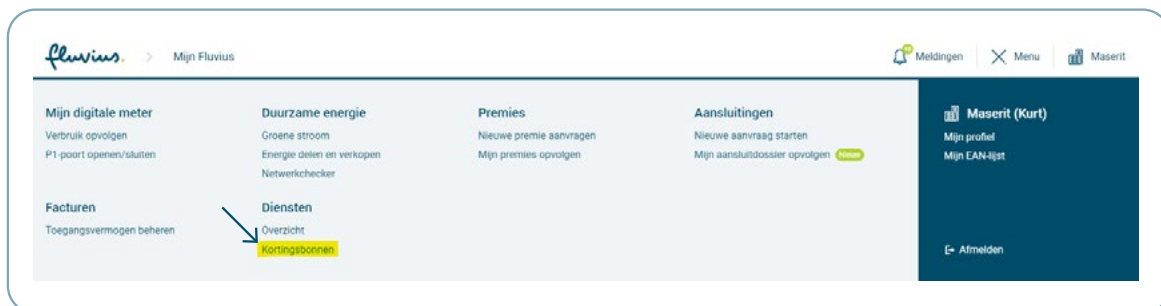 fluvius. > Mijn Fluvius Meldingen Menu Maserit
Mijn digitale meter
Verbruik opvolgen
P1-poort openen/sluiten
Duurzame energie
Groene stroom
Energie delen en verkopen
Netwerkchecker
Premies
Nieuwe premie aanvragen
Mijn premies opvolgen
Aansluitingen
Nieuwe aanvraag starten
Mijn aansluitdossier opvolgen Nieuw
Facturen
Toegangsvermogen beheren
Diensten
Overzicht
Kortingsbonnen
Maserit (Kurt)
Mijn profiel
Mijn EAN-lijst
Afmelden